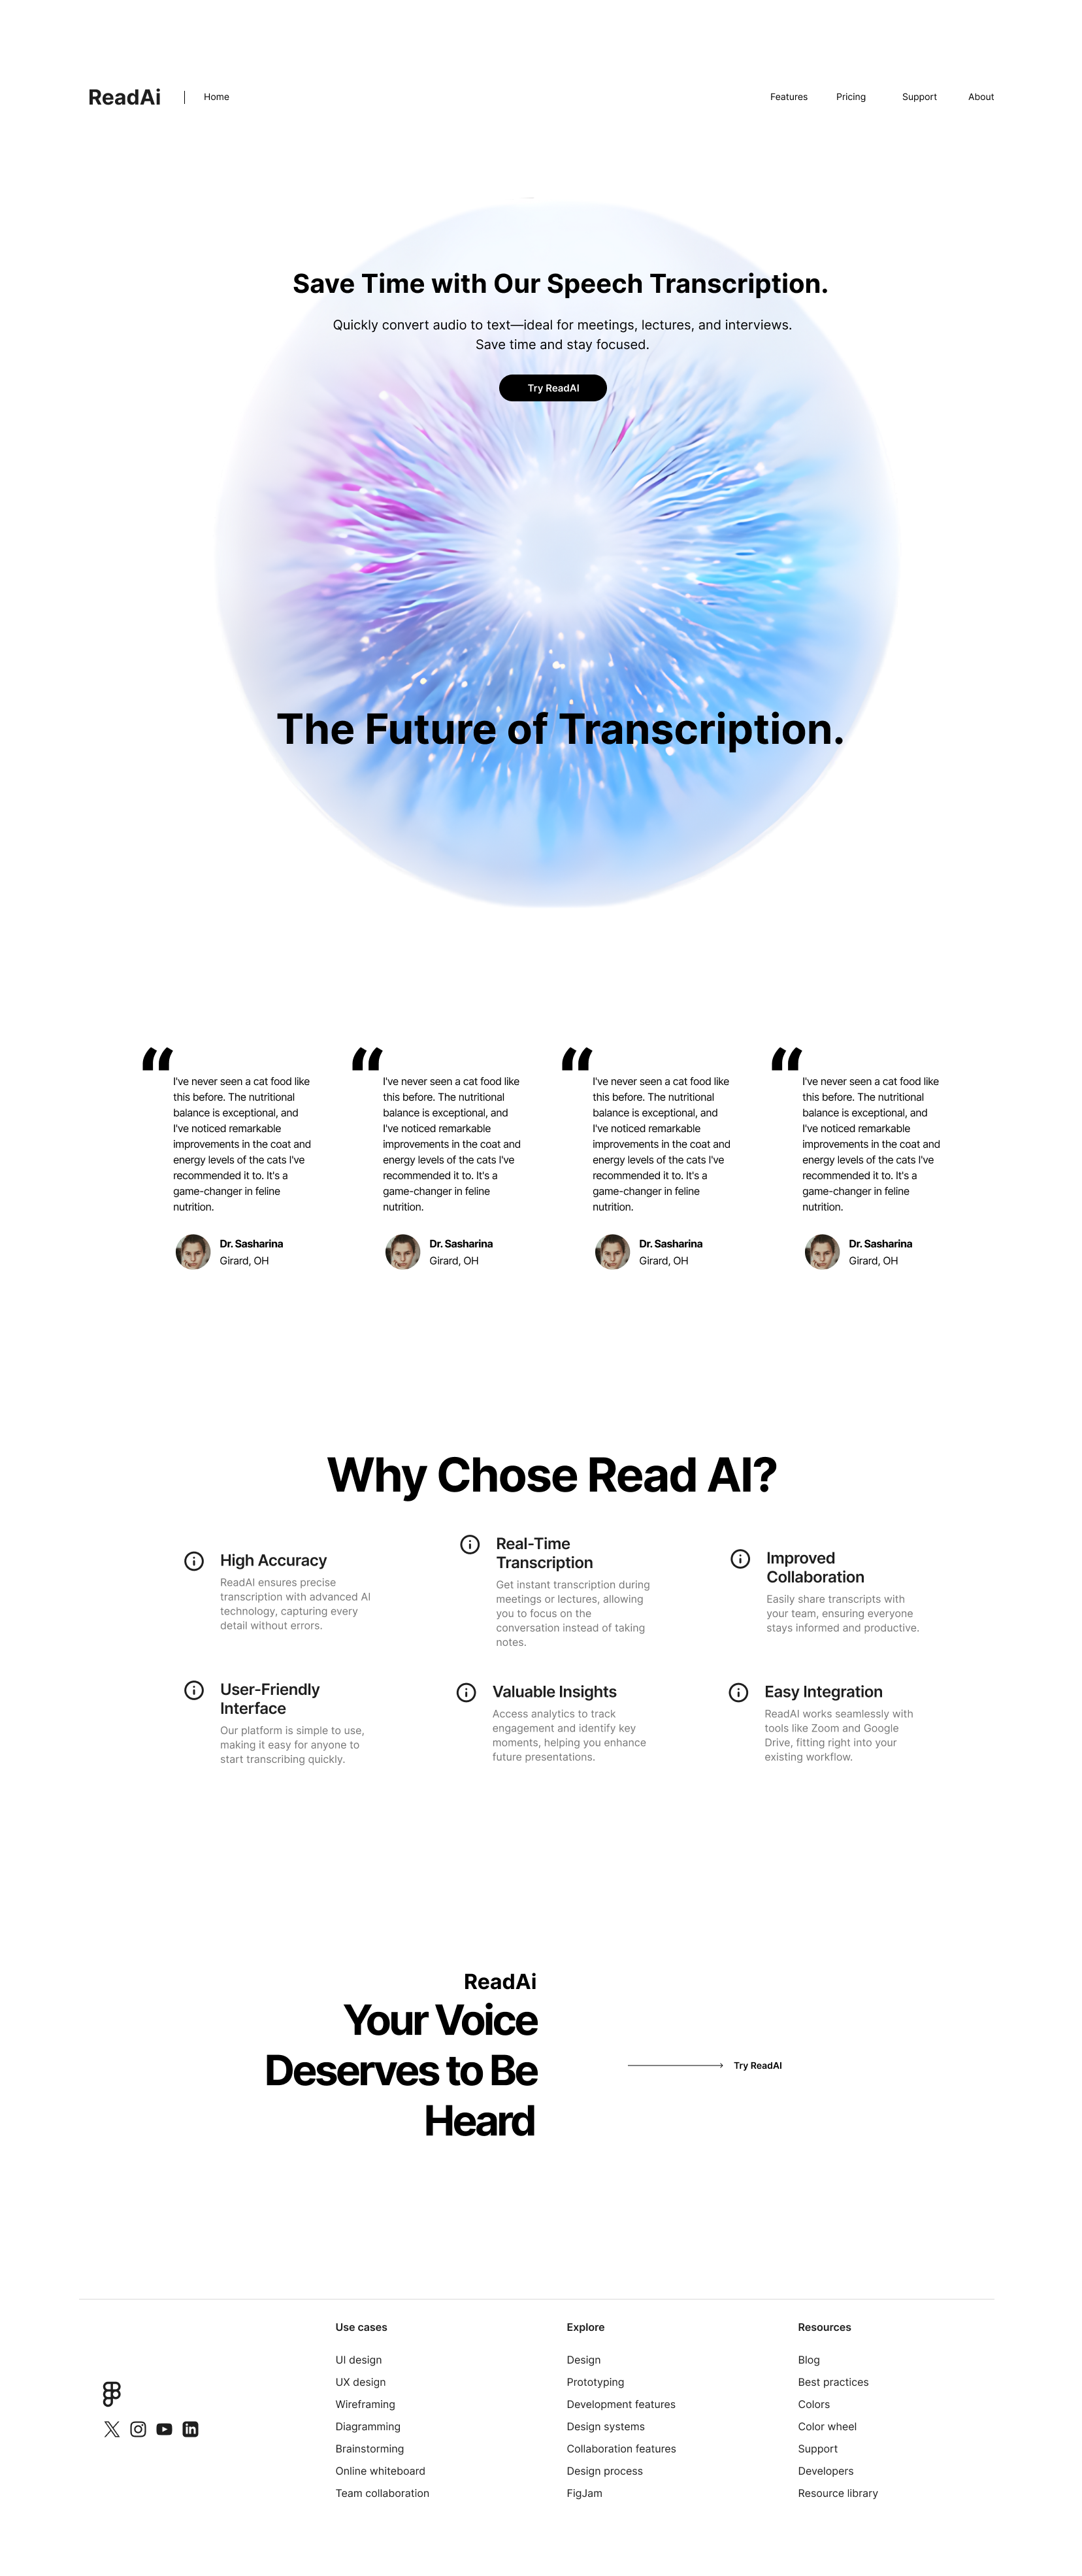 ReadAi
Home
Features
Pricing
Support
About
Save Time with Our Speech Transcription.
Quickly convert audio to text—ideal for meetings, lectures, and interviews.
Save time and stay focused.
Try ReadAI
The Future of Transcription.
“
I've never seen a cat food like
this before. The nutritional
balance is exceptional, and
I've noticed remarkable
improvements in the coat and
energy levels of the cats I've
recommended it to. It's a
game-changer in feline
nutrition.
Dr. Sasharina
Girard, OH
“
I've never seen a cat food like
this before. The nutritional
balance is exceptional, and
I've noticed remarkable
improvements in the coat and
energy levels of the cats I've
recommended it to. It's a
game-changer in feline
nutrition.
Dr. Sasharina
Girard, OH
“
I've never seen a cat food like
this before. The nutritional
balance is exceptional, and
I've noticed remarkable
improvements in the coat and
energy levels of the cats I've
recommended it to. It's a
game-changer in feline
nutrition.
Dr. Sasharina
Girard, OH
“
I've never seen a cat food like
this before. The nutritional
balance is exceptional, and
I've noticed remarkable
improvements in the coat and
energy levels of the cats I've
recommended it to. It's a
game-changer in feline
nutrition.
Dr. Sasharina
Girard, OH
Why Chose Read AI?
High Accuracy
ReadAI ensures precise
transcription with advanced AI
technology, capturing every
detail without errors.
Real-Time
Transcription
Get instant transcription during
meetings or lectures, allowing
you to focus on the
conversation instead of taking
notes.
Improved
Collaboration
Easily share transcripts with
your team, ensuring everyone
stays informed and productive.
User-Friendly
Interface
Our platform is simple to use,
making it easy for anyone to
start transcribing quickly.
Valuable Insights
Access analytics to track
engagement and identify key
moments, helping you enhance
future presentations.
Easy Integration
ReadAI works seamlessly with
tools like Zoom and Google
Drive, fitting right into your
existing workflow.
ReadAi
Your Voice
Deserves to Be
Heard
Try ReadAI
Use cases
UI design
UX design
Wireframing
Diagramming
Brainstorming
Online whiteboard
Team collaboration
Explore
Design
Prototyping
Development features
Design systems
Collaboration features
Design process
FigJam
Resources
Blog
Best practices
Colors
Color wheel
Support
Developers
Resource library